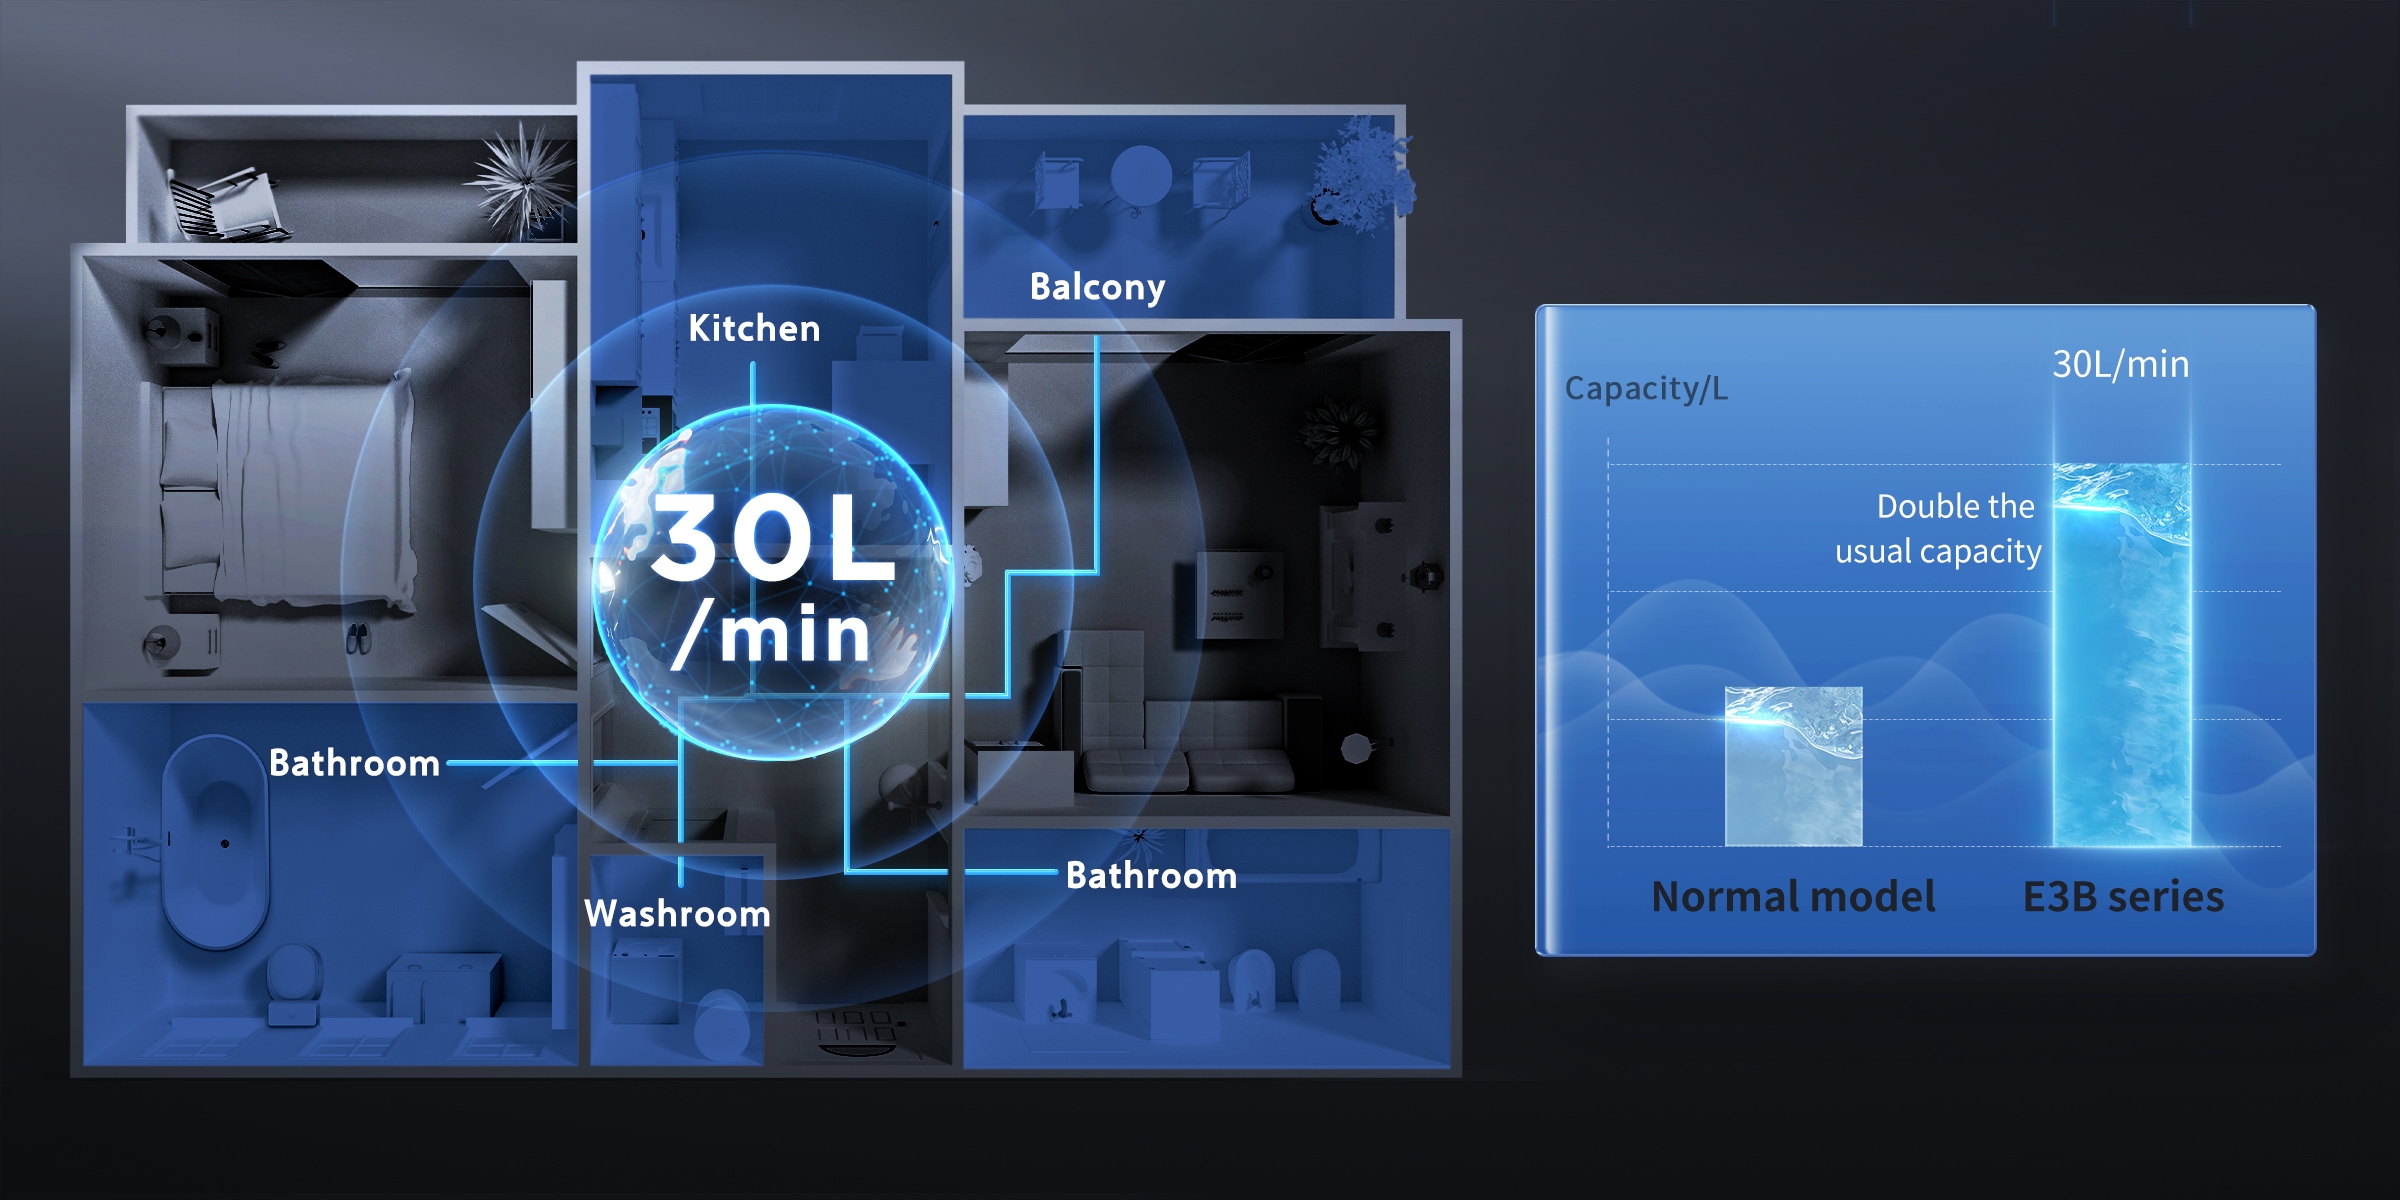 Balcony
Kitchen
30L
/min
Bathroom
Bathroom
Washroom
30L/min
Capacity/L
Double the
usual capacity
Normal model
E3B series